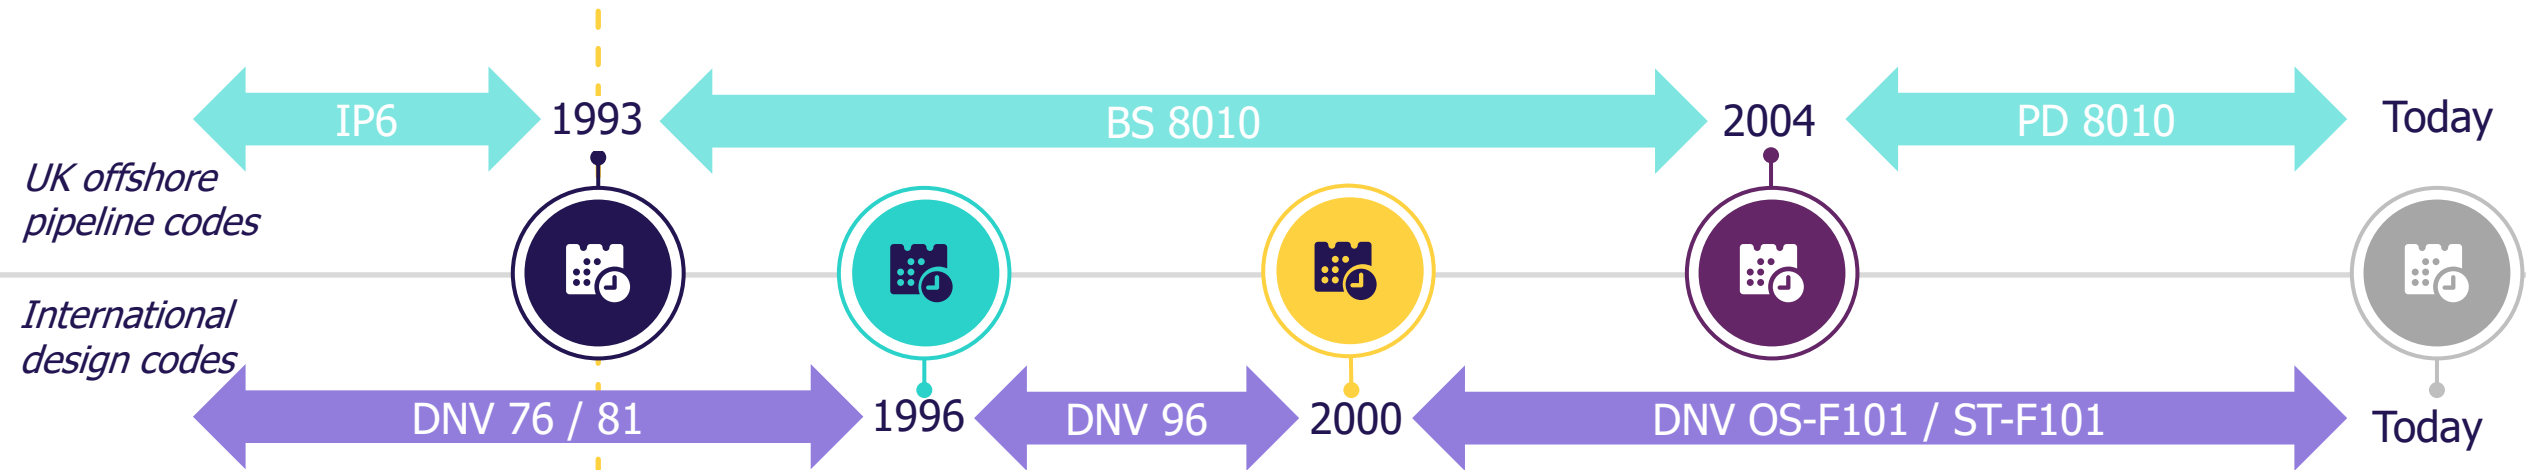 IP6
1993
BS 8010
2004
PD 8010
Today
UK offshore
pipeline codes
International
design codes
DNV 76 / 81
1996
DNV 96
2000
DNV OS-F101 / ST-F101
Today